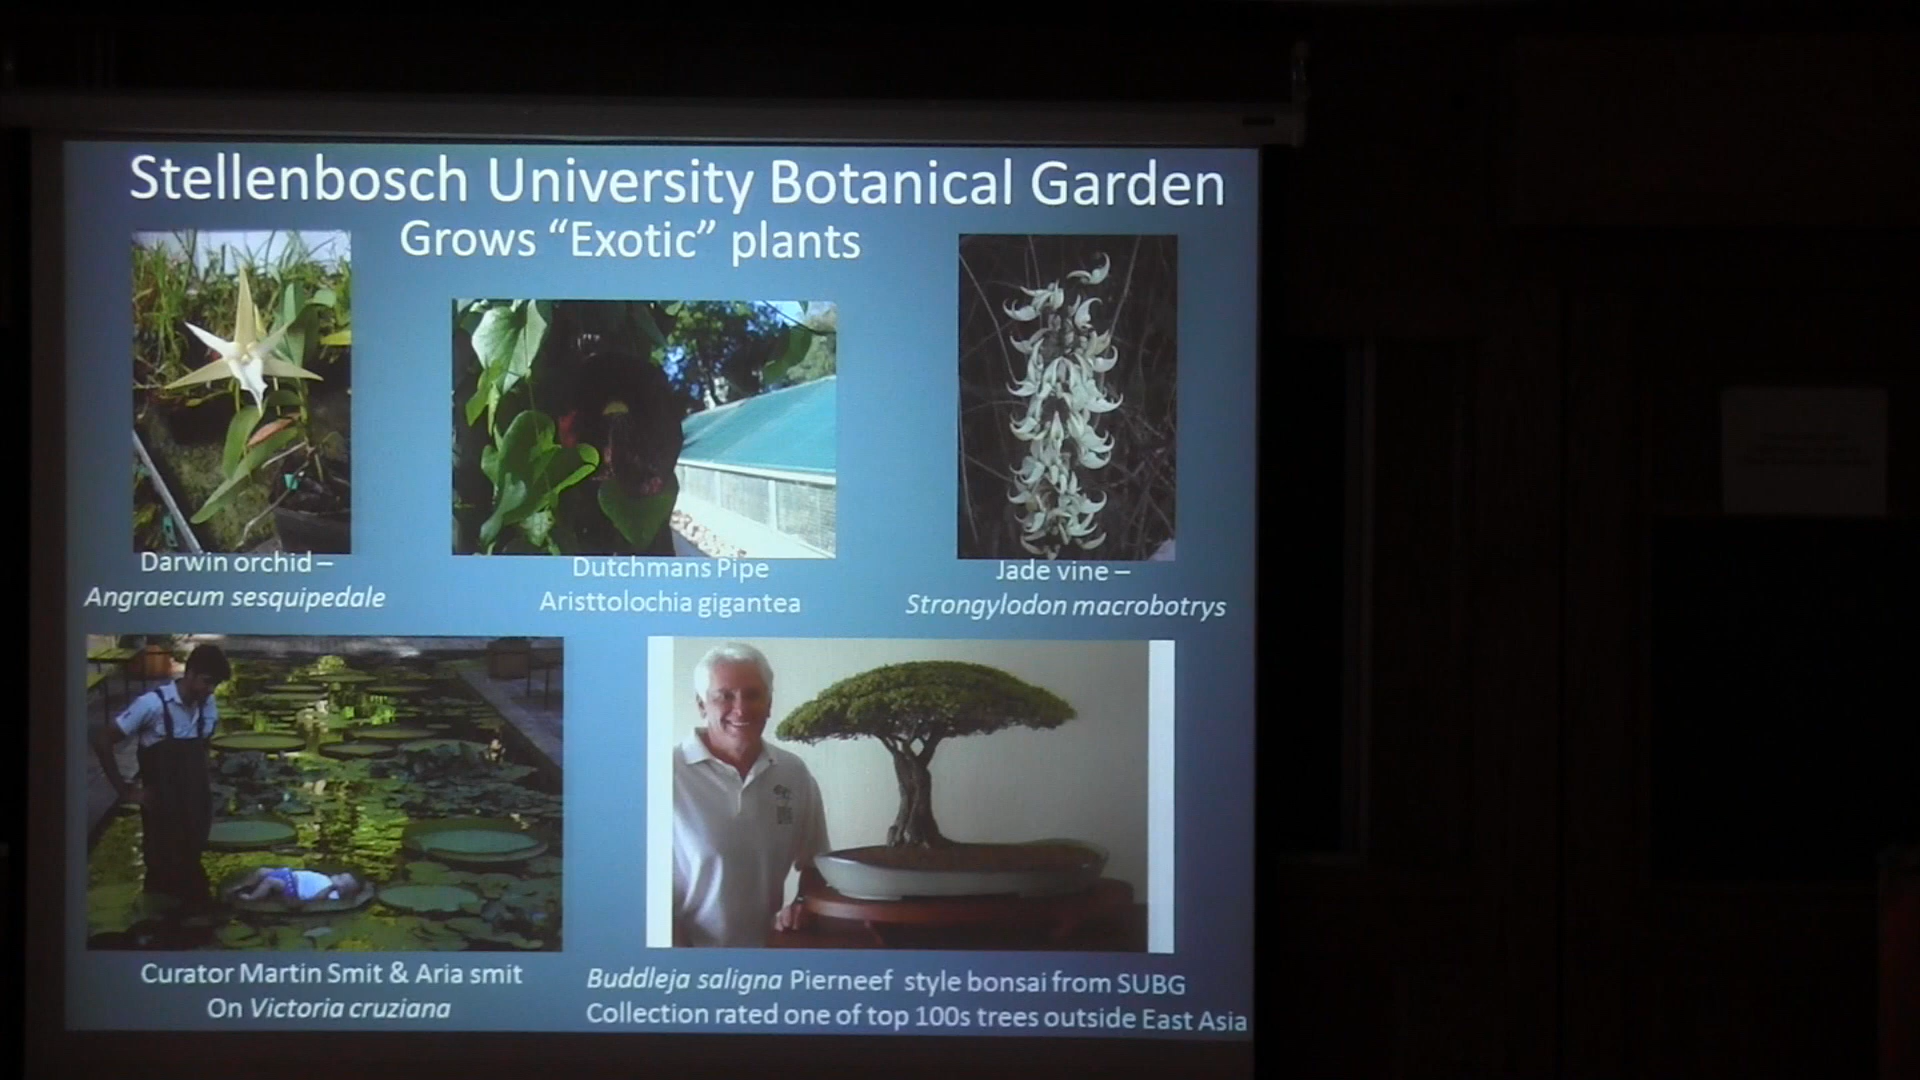 Stellenbosch University Botanical Garden
Grows “Exotic” plants
Darwin orchid –
Angraecum sesquipedale
Dutchmans Pipe
Aristtolochia gigantea
Jade vine –
Strongylodon macrobotrys
Curator Martin Smit & Aria smit
On Victoria cruziana
Buddleja saligna Pierneef style bonsai from SUBG
Collection rated one of top 100s trees outside East Asia